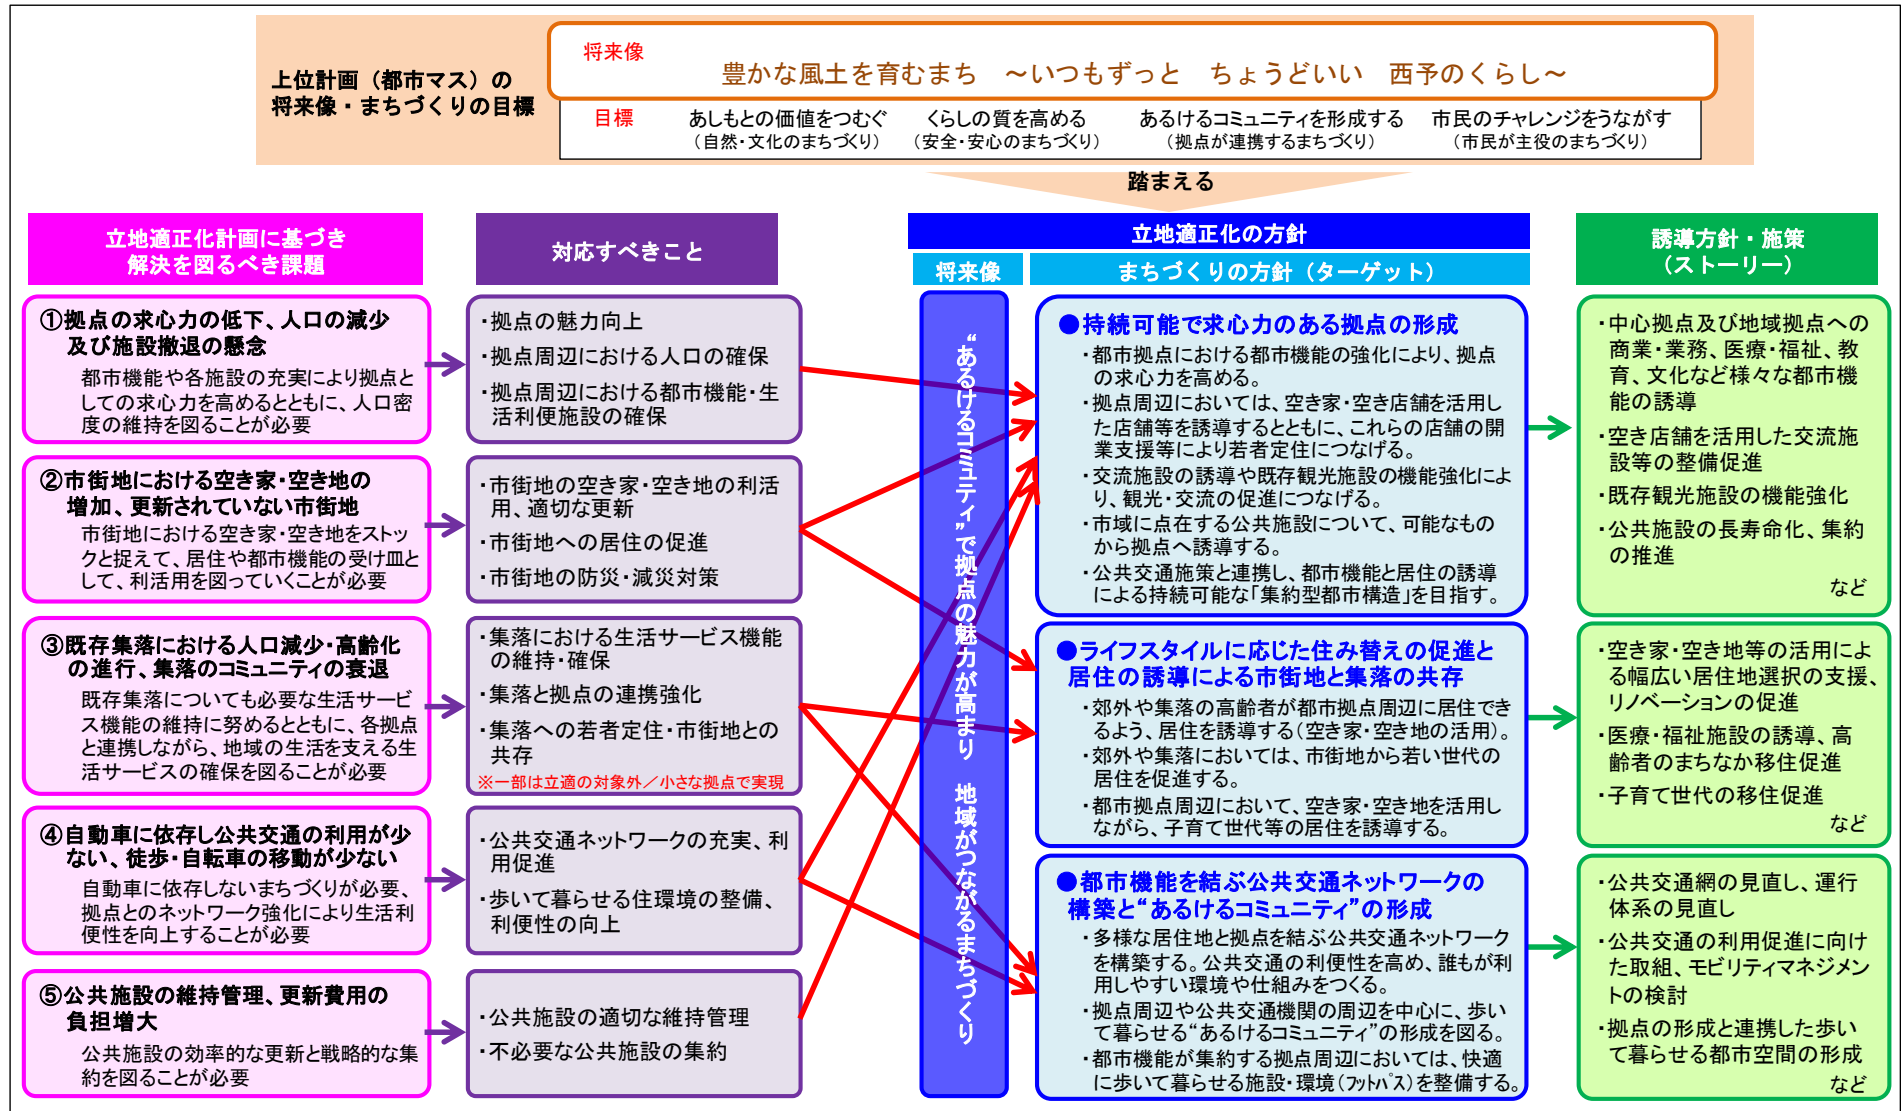 上位計画（都市マス）の
将来像・まちづくりの目標
将来像
豊かな風土を育むまち　～いつもずっと　ちょうどいい　西予のくらし～
目標
あしもとの価値をつむぐ
（自然・文化のまちづくり）
くらしの質を高める
（安全・安心のまちづくり）
あるけるコミュニティを形成する
（拠点が連携するまちづくり）
市民のチャレンジをうながす
（市民が主役のまちづくり）
踏まえる
立地適正化計画に基づき
解決を図るべき課題
①拠点の求心力の低下、人口の減少
及び施設撤退の懸念
都市機能や各施設の充実により拠点と
しての求心力を高めるとともに、人口密
度の維持を図ることが必要
②市街地における空き家・空き地の
増加、更新されていない市街地
市街地における空き家・空き地をストッ
クと捉えて、居住や都市機能の受け皿と
して、利活用を図っていくことが必要
③既存集落における人口減少・高齢化
の進行、集落のコミュニティの衰退
既存集落についても必要な生活サービ
ス機能の維持に努めるとともに、各拠点
と連携しながら、地域の生活を支える生
活サービスの確保を図ることが必要
④自動車に依存し公共交通の利用が少
ない、徒歩・自転車の移動が少ない
自動車に依存しないまちづくりが必要、
拠点とのネットワーク強化により生活利
便性を向上することが必要
⑤公共施設の維持管理、更新費用の
負担増大
公共施設の効率的な更新と戦略的な集
約を図ることが必要
対応すべきこと
・拠点の魅力向上
・拠点周辺における人口の確保
・拠点周辺における都市機能・生
活利便施設の確保
・市街地の空き家・空き地の利活
用、適切な更新
・市街地への居住の促進
・市街地の防災・減災対策
・集落における生活サービス機能
の維持・確保
・集落と拠点の連携強化
・集落への若者定住・市街地との
共存
※一部は立適の対象外／小さな拠点で実現
・公共交通ネットワークの充実、利
用促進
・歩いて暮らせる住環境の整備、
利便性の向上
・公共施設の適切な維持管理
・不必要な公共施設の集約
立地適正化の方針
将来像
“あるけるコミュニティ”で拠点の魅力が高まり　地域がつながるまちづくり
まちづくりの方針（ターゲット）
●持続可能で求心力のある拠点の形成
・都市拠点における都市機能の強化により、拠点
の求心力を高める。
・拠点周辺においては、空き家・空き店舗を活用し
た店舗等を誘導するとともに、これらの店舗の開
業支援等により若者定住につなげる。
・交流施設の誘導や既存観光施設の機能強化によ
り、観光・交流の促進につなげる。
・市域に点在する公共施設について、可能なもの
から拠点へ誘導する。
・公共交通施策と連携し、都市機能と居住の誘導
による持続可能な「集約型都市構造」を目指す。
●ライフスタイルに応じた住み替えの促進と
居住の誘導による市街地と集落の共存
・郊外や集落の高齢者が都市拠点周辺に居住でき
るよう、居住を誘導する（空き家・空き地の活用）。
・郊外や集落においては、市街地から若い世代の
居住を促進する。
・都市拠点周辺において、空き家・空き地を活用し
ながら、子育て世代等の居住を誘導する。
●都市機能を結ぶ公共交通ネットワークの
構築と“あるけるコミュニティ”の形成
・多様な居住地と拠点を結ぶ公共交通ネットワーク
を構築する。公共交通の利便性を高め、誰もが利
用しやすい環境や仕組みをつくる。
・拠点周辺や公共交通機関の周辺を中心に、歩い
て暮らせる“あるけるコミュニティ”の形成を図る。
・都市機能が集約する拠点周辺においては、快適
に歩いて暮らせる施設・環境（ﾌｯﾄﾊﾟｽ）を整備する。
誘導方針・施策
（ストーリー）
・中心拠点及び地域拠点への
商業・業務、医療・福祉、教
育、文化など様々な都市機
能の誘導
・空き店舗を活用した交流施
設等の整備促進
・既存観光施設の機能強化
・公共施設の長寿命化、集約
の推進
など
・空き家・空き地等の活用によ
る幅広い居住地選択の支援、
リノベーションの促進
・医療・福祉施設の誘導、高
齢者のまちなか移住促進
・子育て世代の移住促進
など
・公共交通網の見直し、運行
体系の見直し
・公共交通の利用促進に向け
た取組、モビリティマネジメン
トの検討
・拠点の形成と連携した歩い
て暮らせる都市空間の形成
など